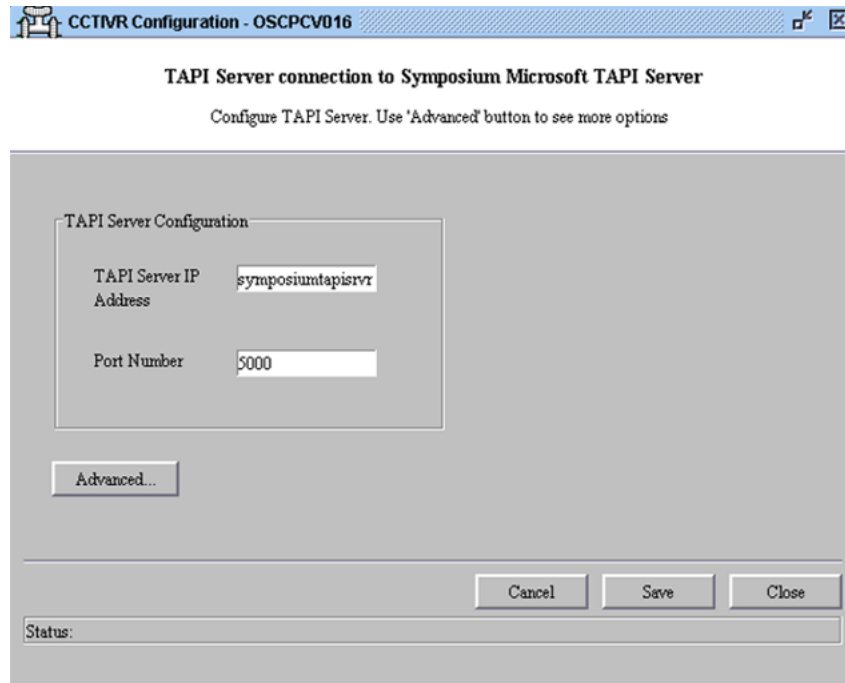 CCTIVR Configuration - OSCPCV016
TAPI Server connection to Symposium Microsoft TAPI Server
Configure TAPI Server. Use 'Advanced' button to see more options
TAPI Server Configuration
TAPI Server IP
Address
symposiumtapisrvr
Port Number
5000
Advanced...
Cancel
Save
Close
Status: